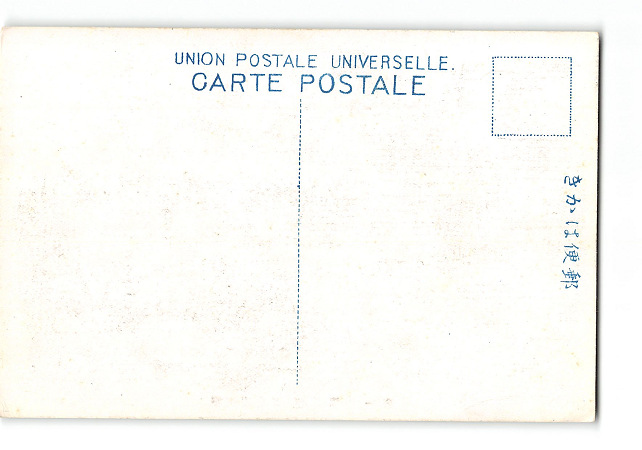 UNION POSTALE UNIVERSELLE.
CARTE POSTALE
きかは便郵